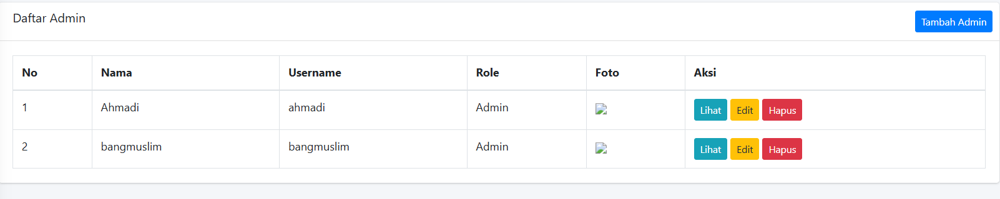 Daftar Admin
Tambah Admin
No Nama Username Role Foto Aksi
1 Ahmadi ahmadi Admin Lihat Edit Hapus
2 bangmuslim bangmuslim Admin Lihat Edit Hapus